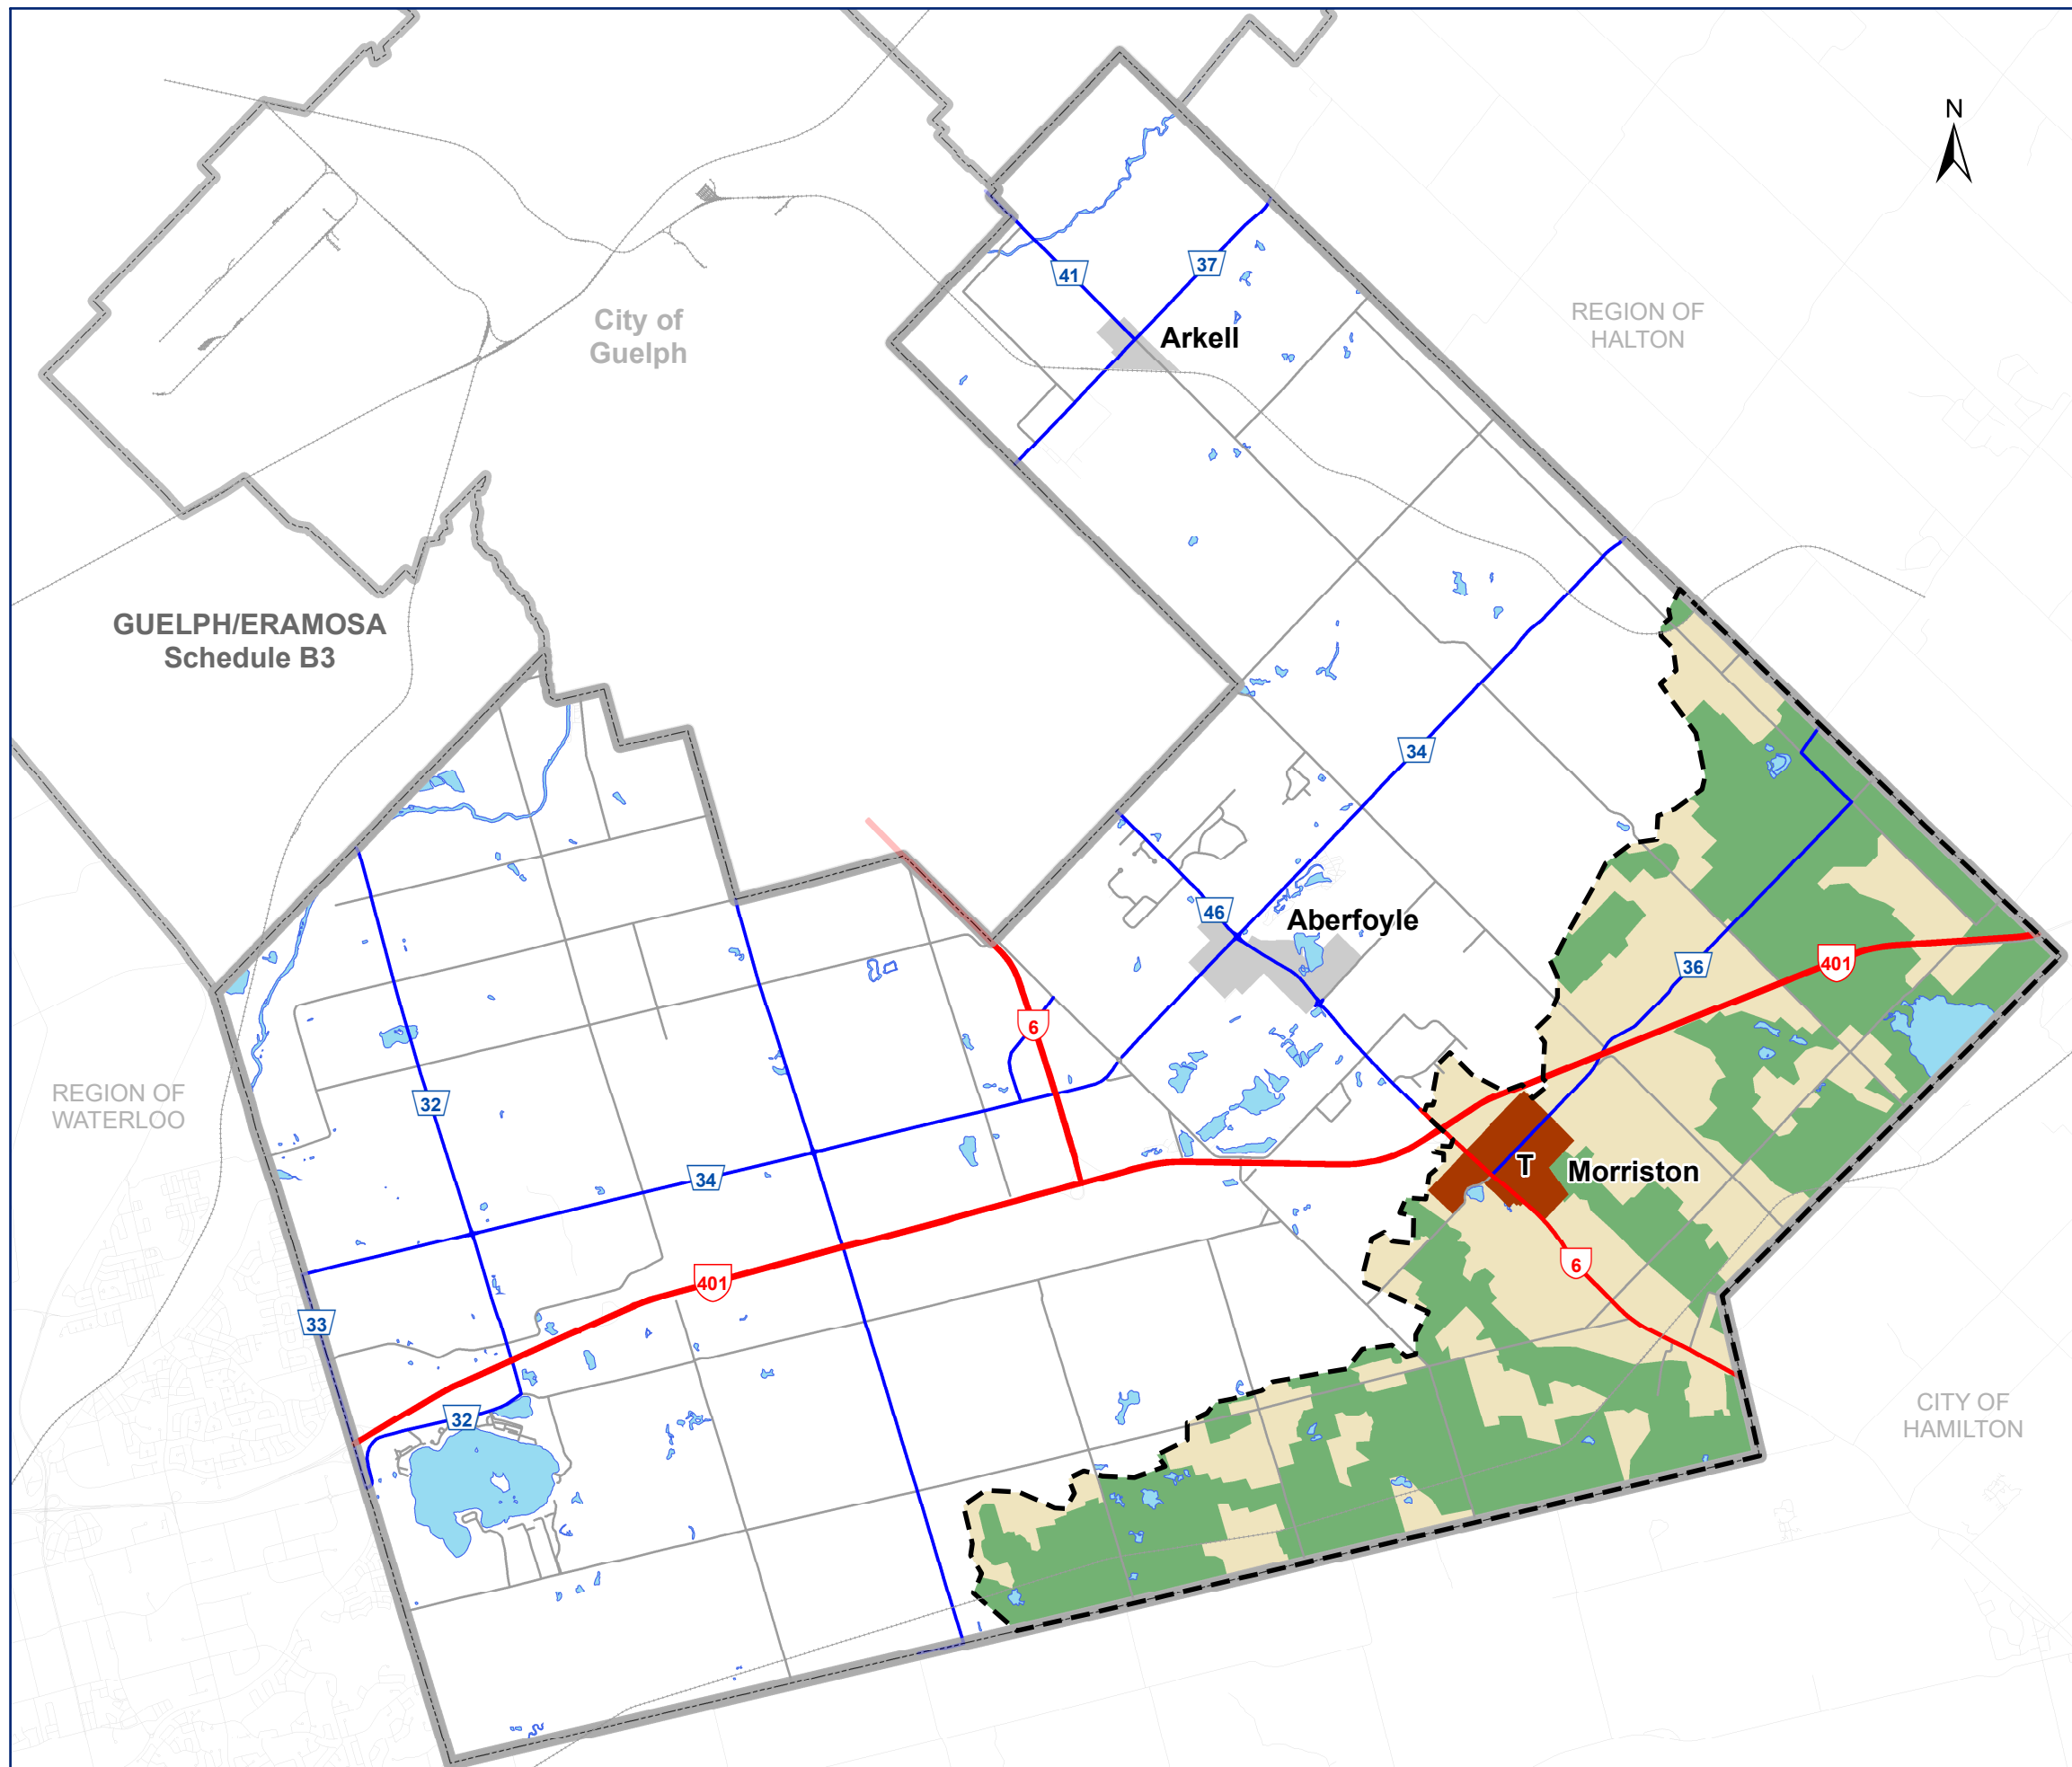 N
REGION OF
HALTON
City of
Guelph
41
37
Arkell
GUELPH/ERAMOSA
Schedule B3
34
46
Aberfoyle
36
401
6
REGION OF
WATERLOO
32
34
T
Morriston
6
401
33
32
CITY OF
HAMILTON